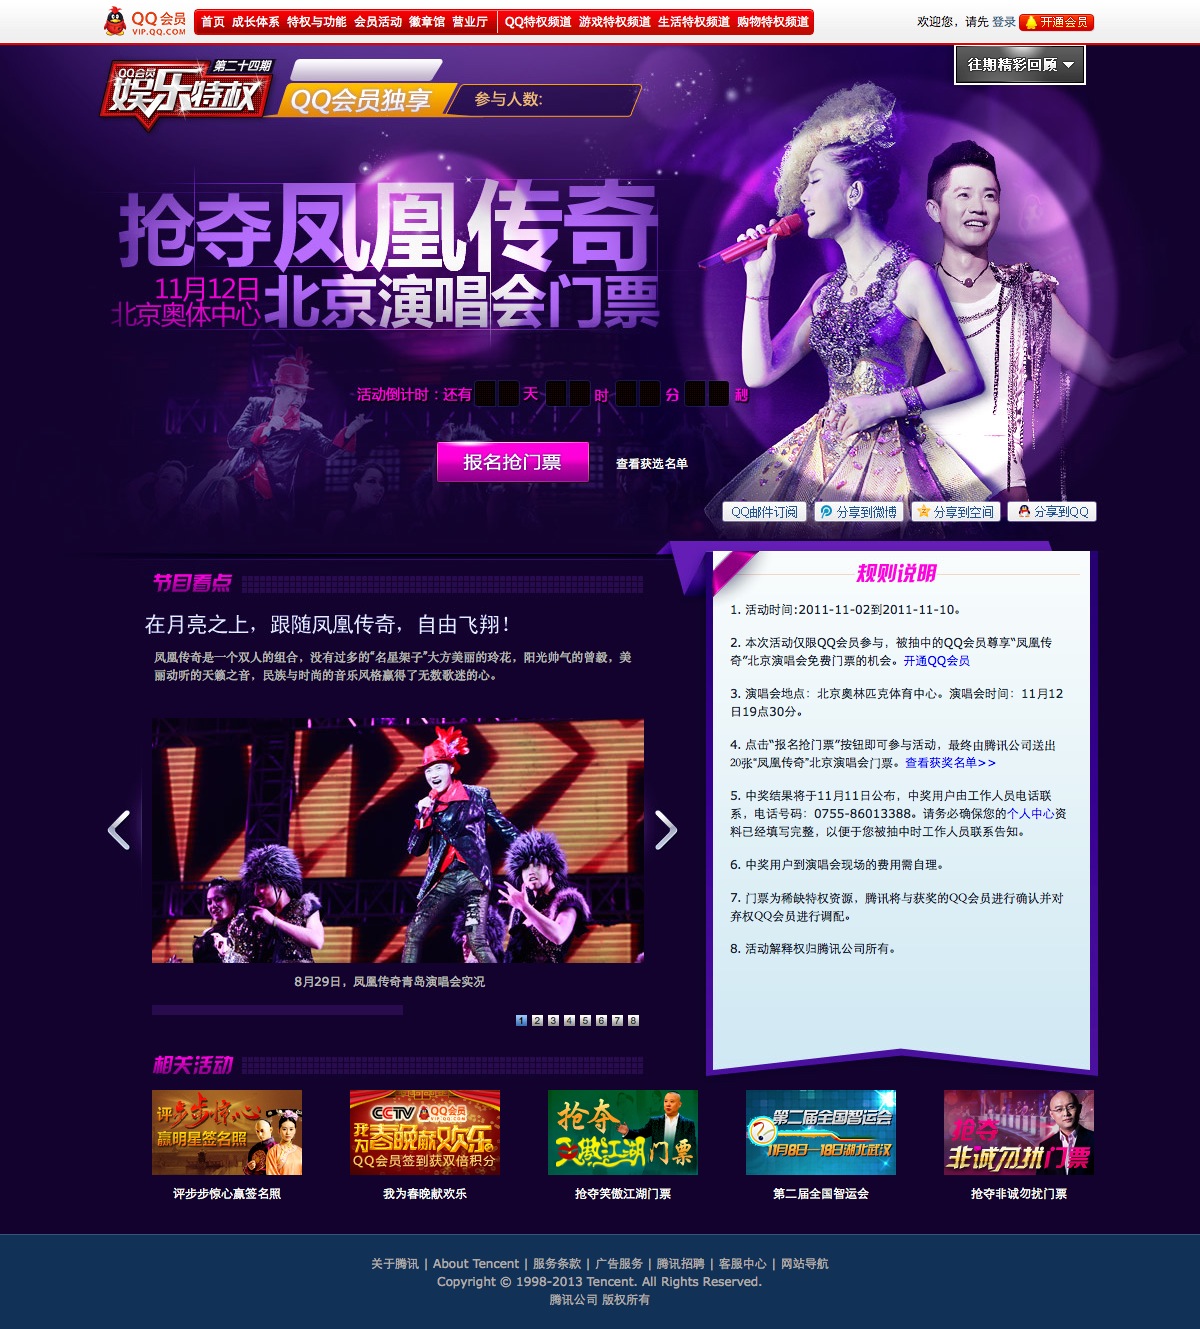 QQ会员
VIP.QQ.COM
首页 成长体系 特权与功能 会员活动 徽章馆 营业厅 QQ特权频道 游戏特权频道 生活特权频道 购物特权频道
欢迎您，请先 登录 开通会员
往期精彩回顾
第二十四期
QQ会员
娱乐特权
QQ会员独享
参与人数:
抢夺凤凰传奇
11月12日
北京奥体中心
北京演唱会门票
活动倒计时：还有 天 时 分 秒
报名抢门票 查看获选名单
QQ邮件订阅 分享到微博 分享到空间 分享到QQ
节目看点
在月亮之上，跟随凤凰传奇，自由飞翔！
凤凰传奇是一个双人的组合，没有过多的“名星架子”大方美丽的玲花，阳光帅气的曾毅，美
丽动听的天籁之音，民族与时尚的音乐风格赢得了无数歌迷的心。
8月29日，凤凰传奇青岛演唱会实况
1 2 3 4 5 6 7 8
规则说明
1. 活动时间:2011-11-02到2011-11-10。
2. 本次活动仅限QQ会员参与，被抽中的QQ会员尊享“凤凰传
奇”北京演唱会免费门票的机会。开通QQ会员
3. 演唱会地点：北京奥林匹克体育中心。演唱会时间：11月12
日19点30分。
4. 点击“报名抢门票”按钮即可参与活动，最终由腾讯公司送出
20张“凤凰传奇”北京演唱会门票。查看获奖名单>>
5. 中奖结果将于11月11日公布，中奖用户由工作人员电话联
系，电话号码：0755-86013388。请务必确保您的个人中心资
料已经填写完整，以便于您被抽中时工作人员联系告知。
6. 中奖用户到演唱会现场的费用需自理。
7. 门票为稀缺特权资源，腾讯将与获奖的QQ会员进行确认并对
弃权QQ会员进行调配。
8. 活动解释权归腾讯公司所有。
相关活动
评步步惊心
赢明星签名照
CCTV QQ会员
VIP.QQ.COM
我为春晚献欢乐
QQ会员签到获双倍积分
抢夺
笑傲江湖门票
第二届全国智运会
11月8日—18日湖北武汉
抢夺
非诚勿扰门票
评步步惊心赢签名照
我为春晚献欢乐
抢夺笑傲江湖门票
第二届全国智运会
抢夺非诚勿扰门票
关于腾讯 | About Tencent | 服务条款 | 广告服务 | 腾讯招聘 | 客服中心 | 网站导航
Copyright © 1998-2013 Tencent. All Rights Reserved.
腾讯公司 版权所有